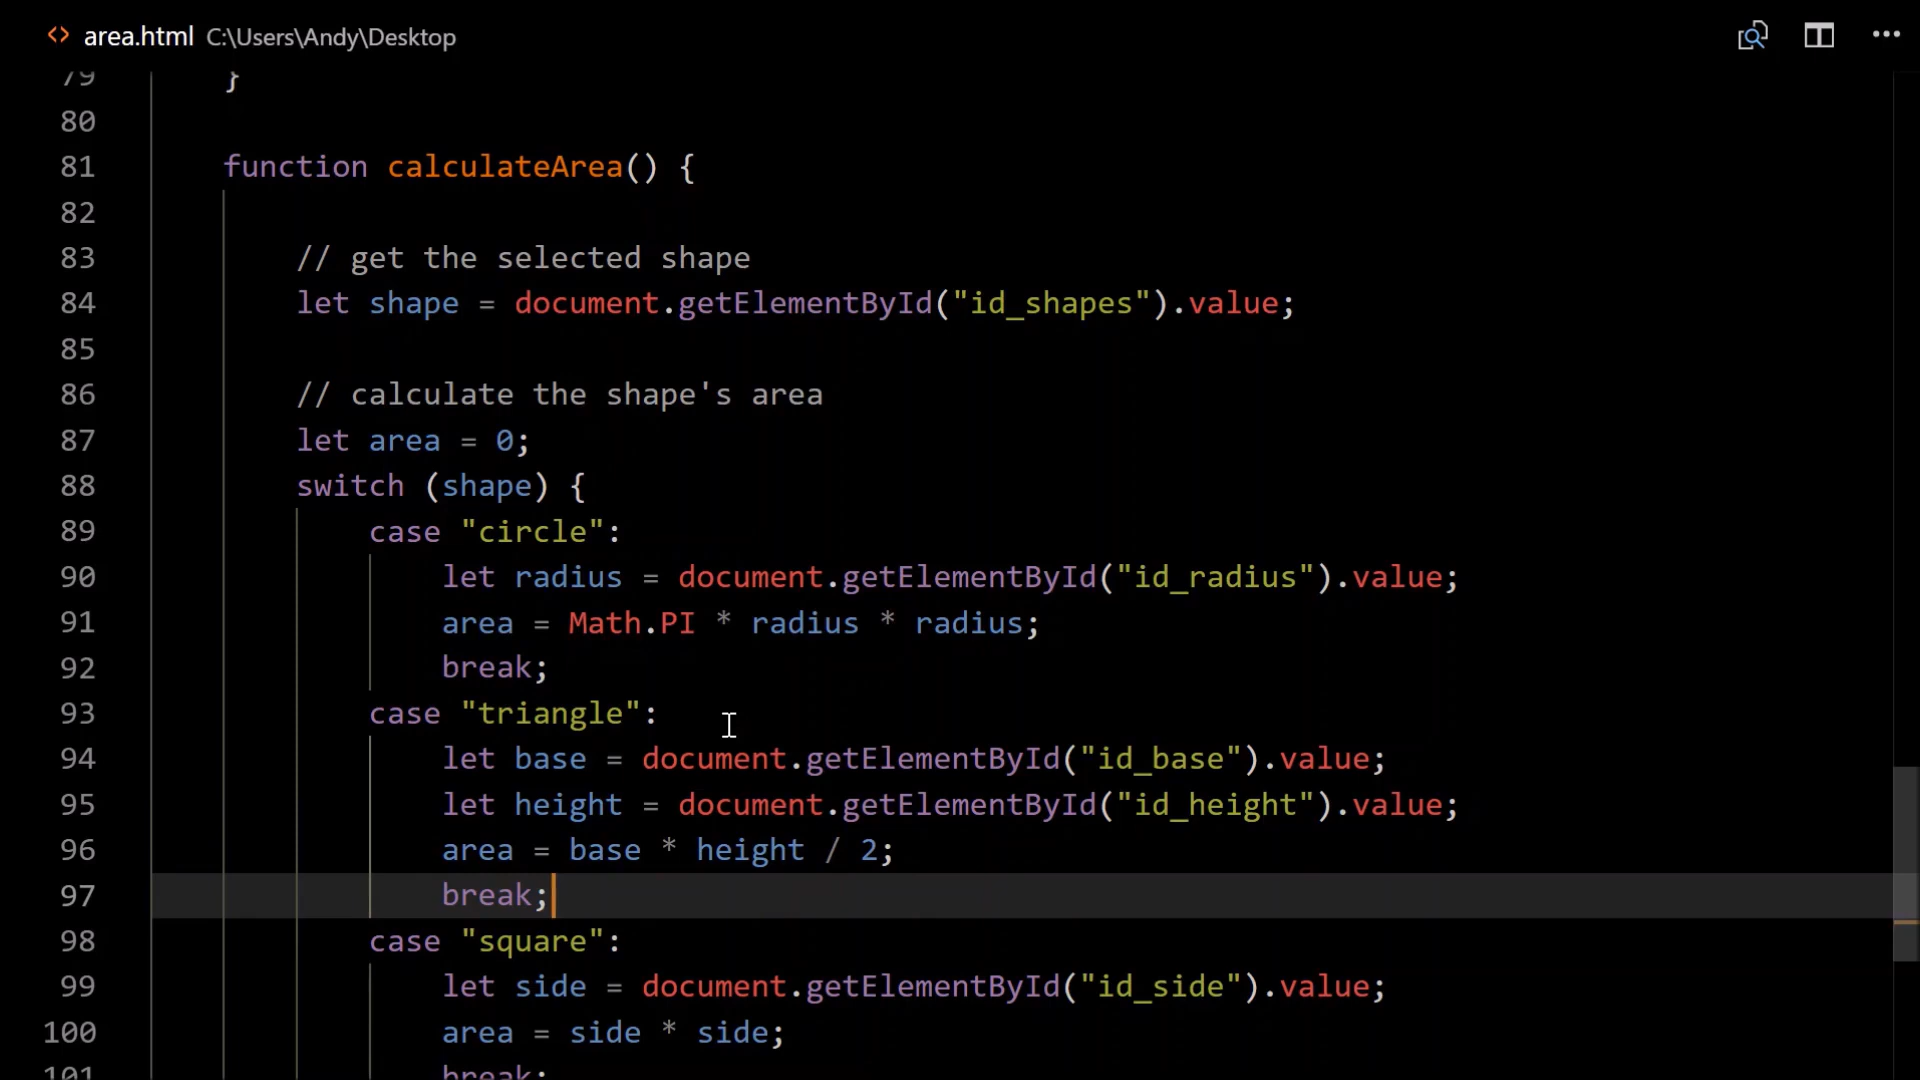 area.html C:\Users\Andy\Desktop
79 }
80
81 function calculateArea() {
82
83 // get the selected shape
84 let shape = document.getElementById("id_shapes").value;
85
86 // calculate the shape's area
87 let area = 0;
88 switch (shape) {
89 case "circle":
90 let radius = document.getElementById("id_radius").value;
91 area = Math.PI * radius * radius;
92 break;
93 case "triangle":
94 let base = document.getElementById("id_base").value;
95 let height = document.getElementById("id_height").value;
96 area = base * height / 2;
97 break;
98 case "square":
99 let side = document.getElementById("id_side").value;
100 area = side * side;
101 break;